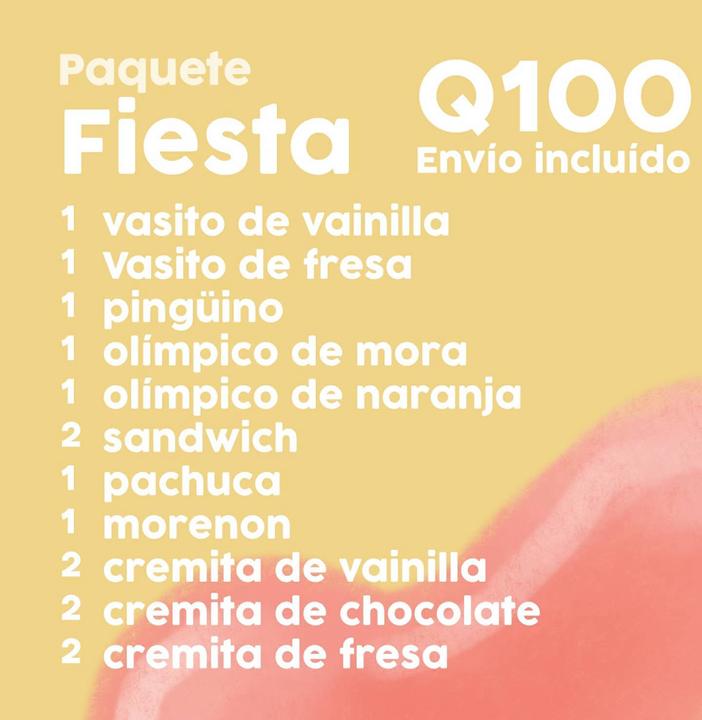 Paquete
Fiesta
Q100
Envío incluído
1 vasito de vainilla
1 Vasito de fresa
1 pingüino
1 olímpico de mora
1 olímpico de naranja
2 sandwich
1 pachuca
1 morenon
2 cremita de vainilla
2 cremita de chocolate
2 cremita de fresa